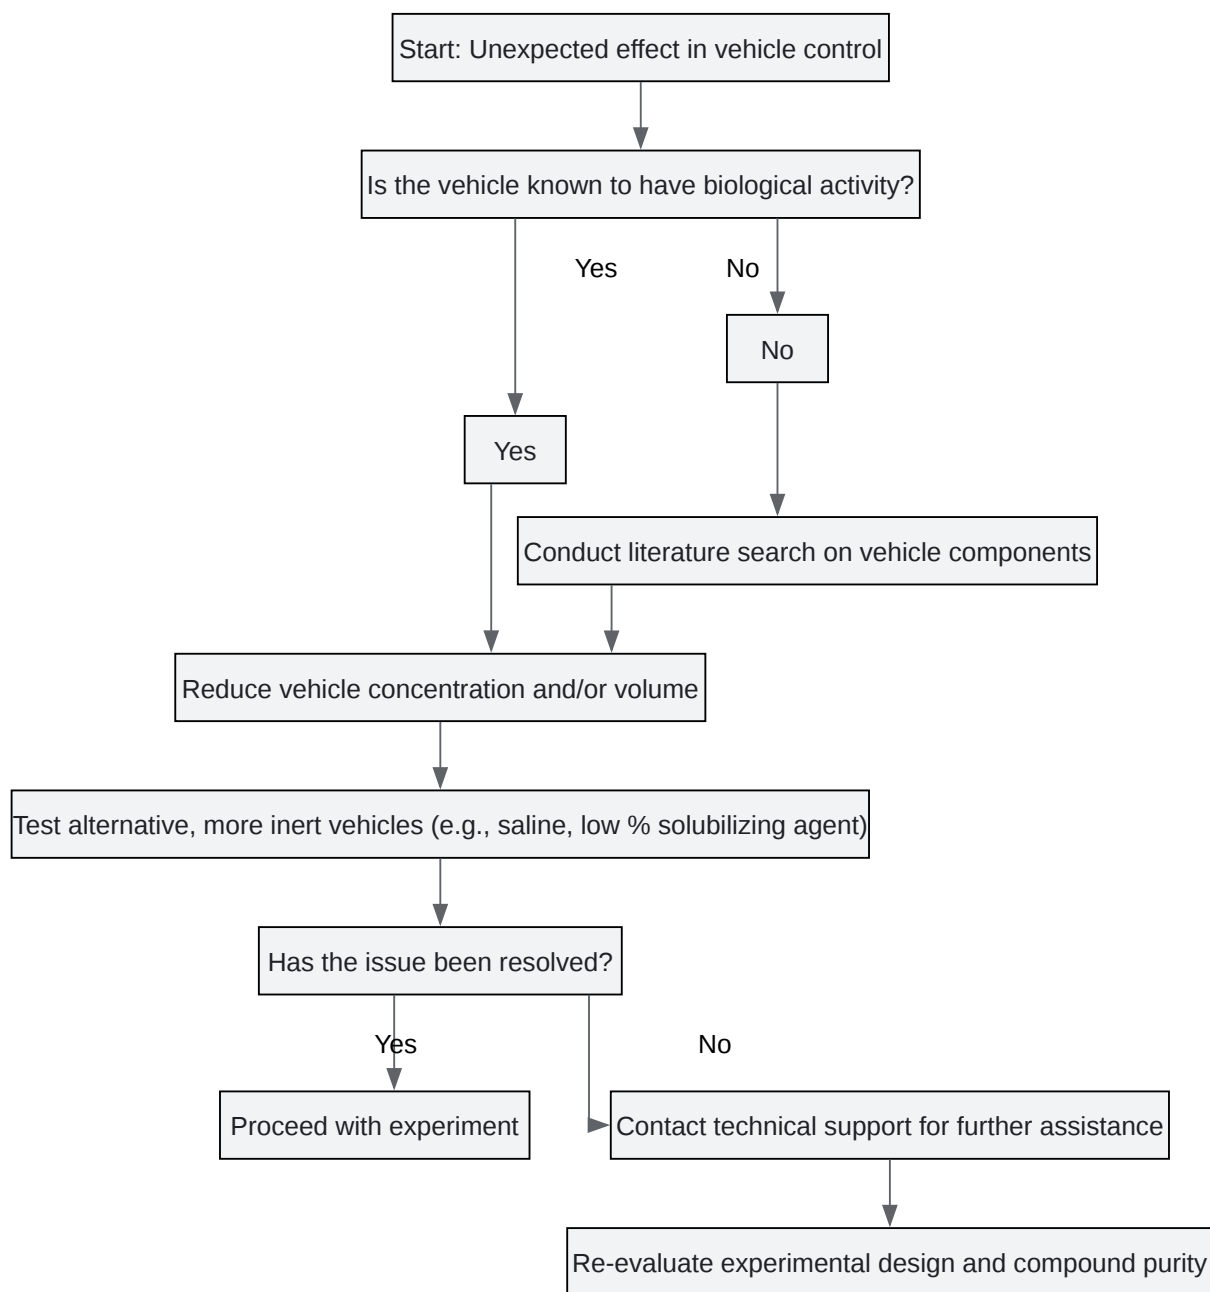 Start: Unexpected effect in vehicle control
Is the vehicle known to have biological activity?
Yes
No
No
Yes
Conduct literature search on vehicle components
Reduce vehicle concentration and/or volume
Test alternative, more inert vehicles (e.g., saline, low % solubilizing agent)
Has the issue been resolved?
Yes
No
Proceed with experiment
Contact technical support for further assistance
Re-evaluate experimental design and compound purity